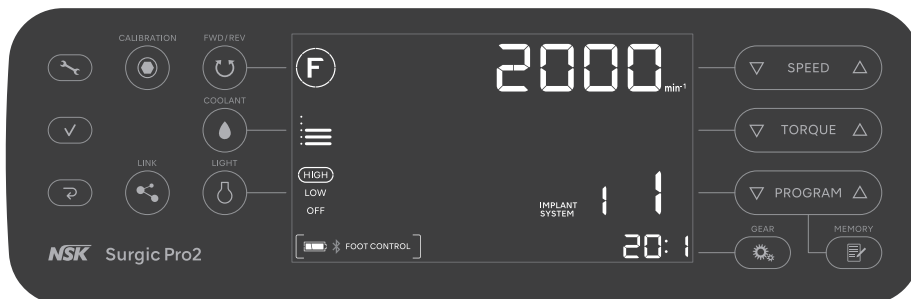 CALIBRATION
FWD/REV
F
2000
min-1
SPEED
COOLANT
TORQUE
LINK
LIGHT
HIGH
LOW
OFF
IMPLANT
SYSTEM
1 1
PROGRAM
FOOT CONTROL
20:1
GEAR
MEMORY
NSK Surgic Pro2